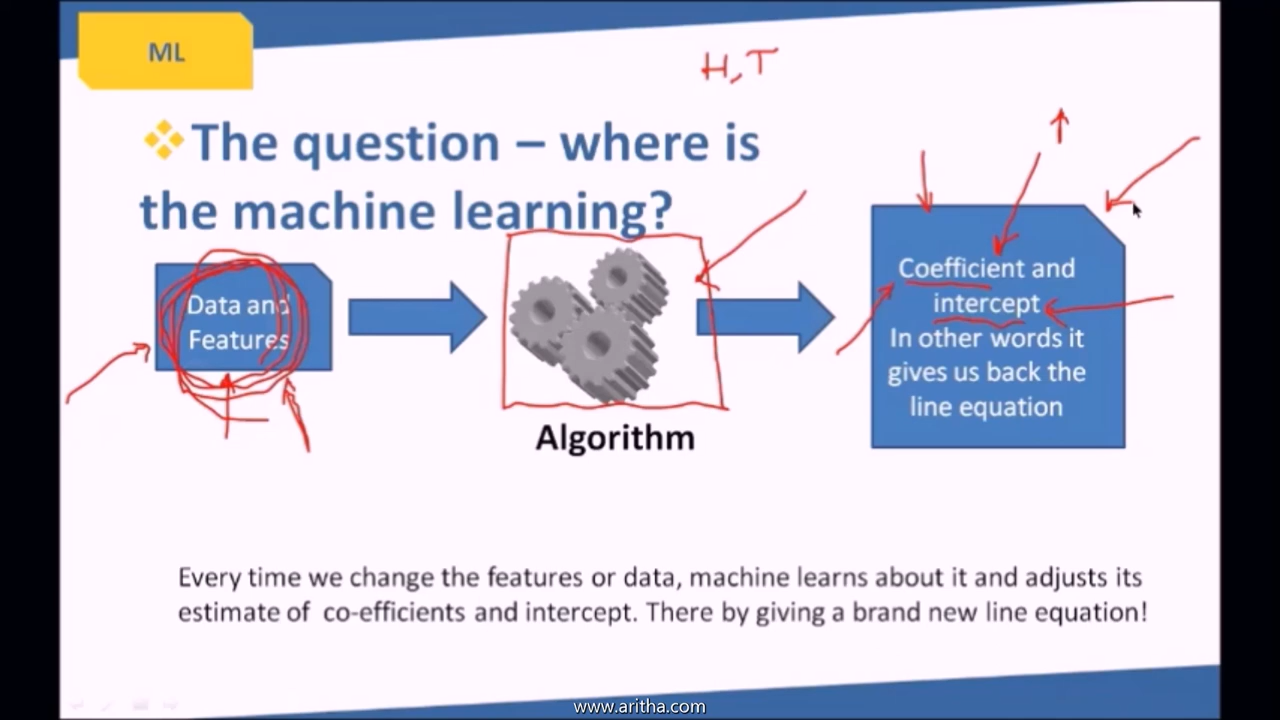 ML
H, T
The question – where is
the machine learning?
Data and
Features
Algorithm
Coefficient and
intercept
In other words it
gives us back the
line equation
Every time we change the features or data, machine learns about it and adjusts its
estimate of co-efficients and intercept. There by giving a brand new line equation!
www.aritha.com